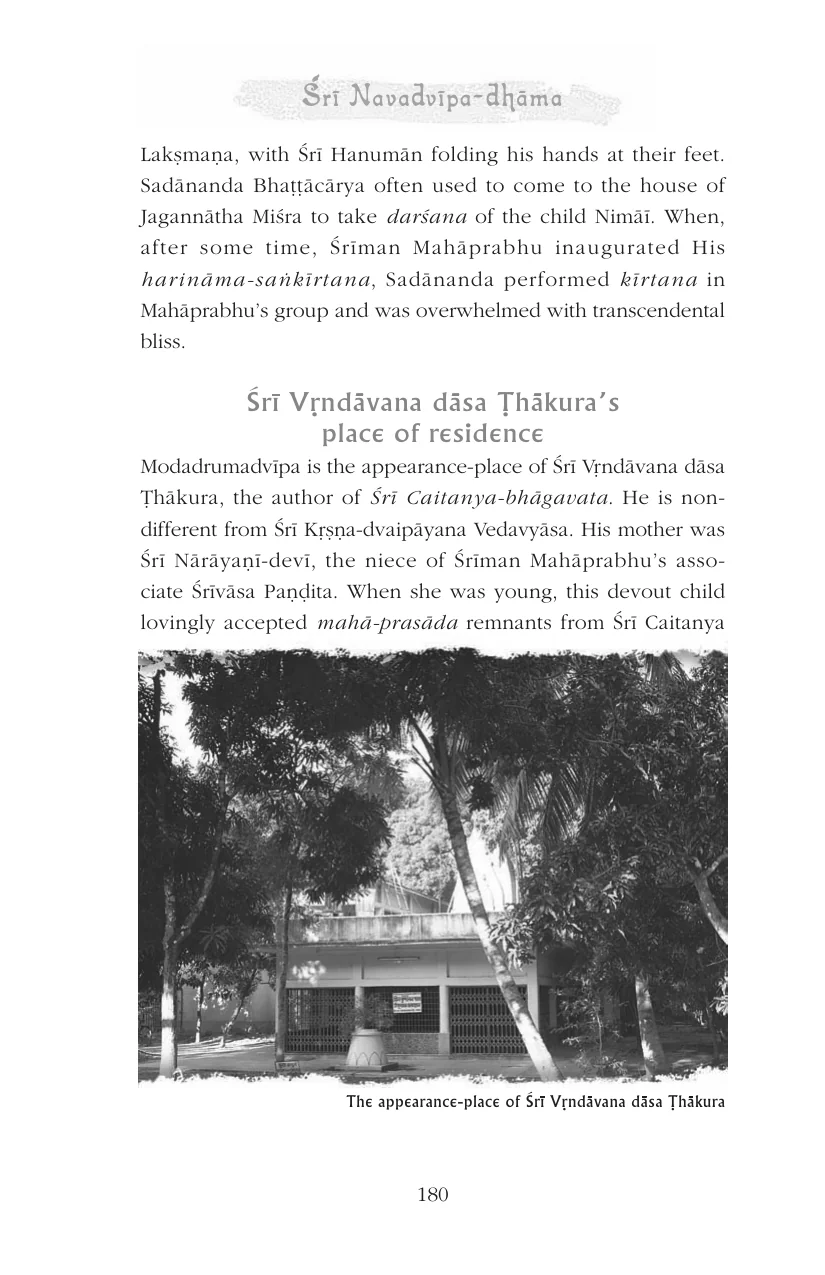 Śrī Navadvīpa-dhāma
Lakṣmaṇa, with Śrī Hanumān folding his hands at their feet.
Sadānanda Bhaṭṭācārya often used to come to the house of
Jagannātha Miśra to take darśana of the child Nimāī. When,
after some time, Śrīman Mahāprabhu inaugurated His
harināma-saṅkīrtana, Sadānanda performed kīrtana in
Mahāprabhu’s group and was overwhelmed with transcendental
bliss.
Śrī Vṛndāvana dāsa Ṭhākura’s
place of residence
Modadrumadvīpa is the appearance-place of Śrī Vṛndāvana dāsa
Ṭhākura, the author of Śrī Caitanya-bhāgavata. He is non-
different from Śrī Kṛṣṇa-dvaipāyana Vedavyāsa. His mother was
Śrī Nārāyaṇī-devī, the niece of Śrīman Mahāprabhu’s asso-
ciate Śrīvāsa Paṇḍita. When she was young, this devout child
lovingly accepted mahā-prasāda remnants from Śrī Caitanya
The appearance-place of Śrī Vṛndāvana dāsa Ṭhākura
180